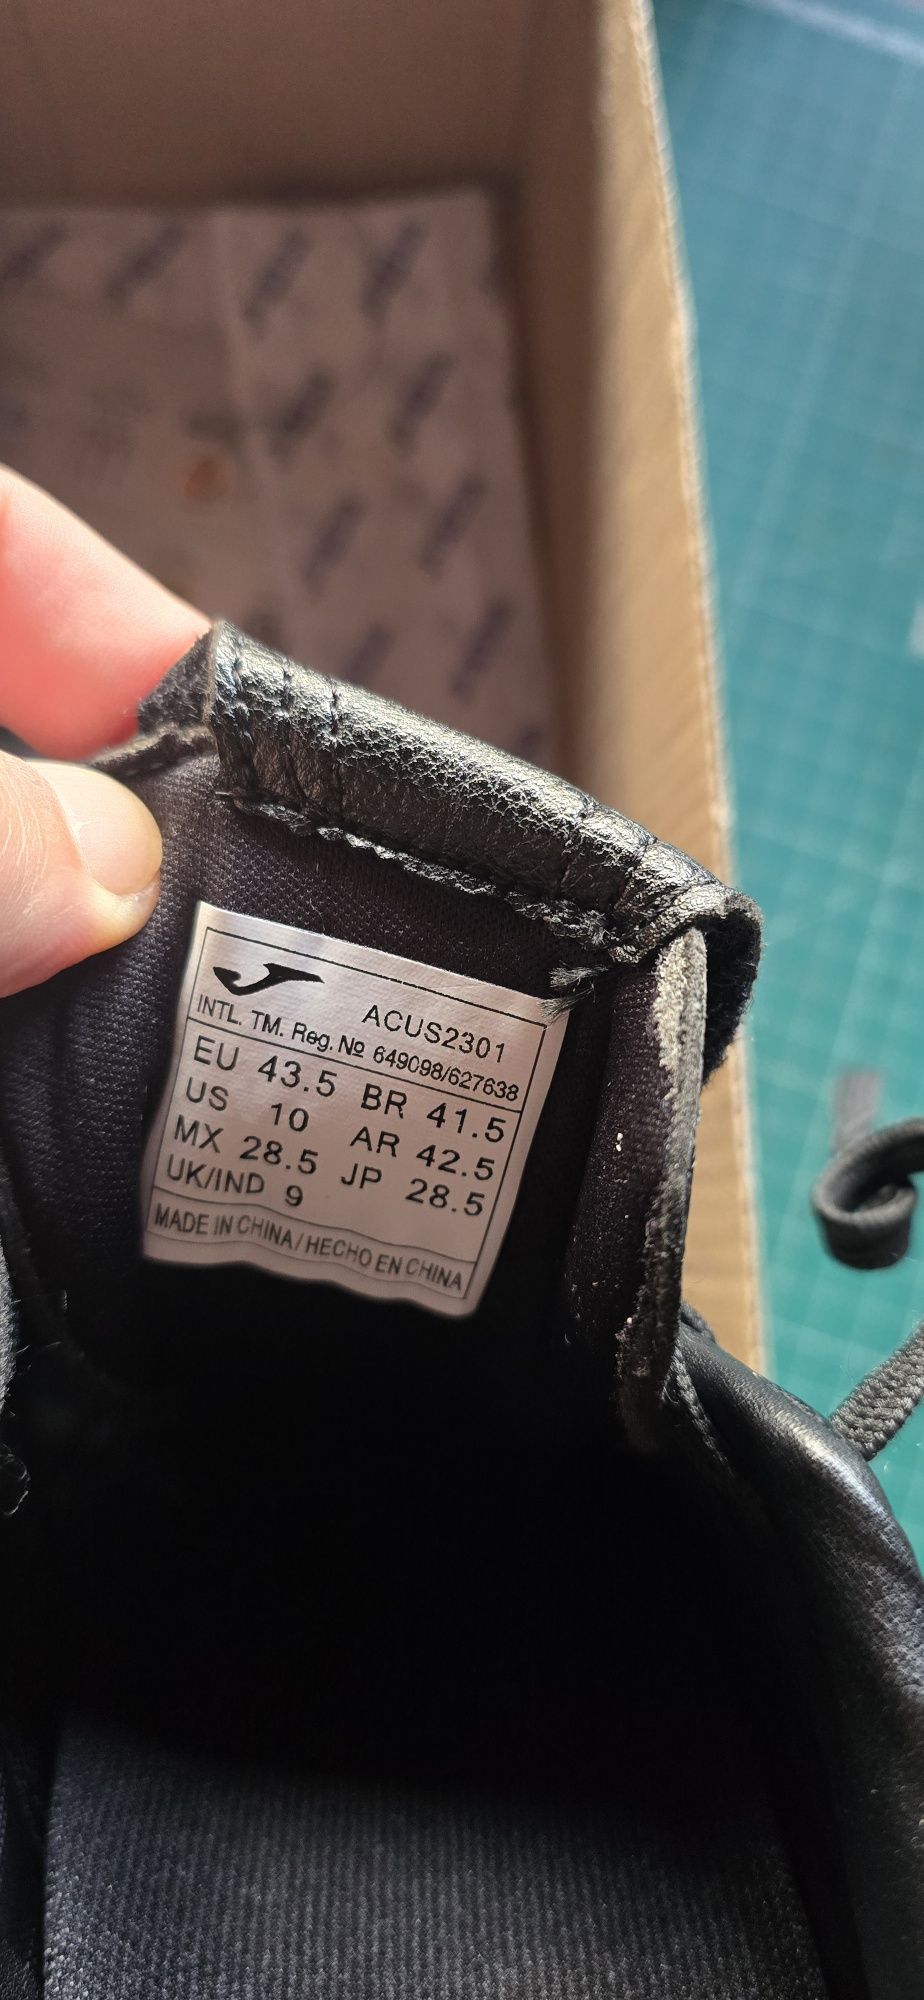 ACUS2301
INTL. TM. Reg. Nº 649098/627638
EU 43.5 BR 41.5
US 10 AR 42.5
MX 28.5 JP 28.5
UK/IND 9
MADE IN CHINA/HECHO EN CHINA